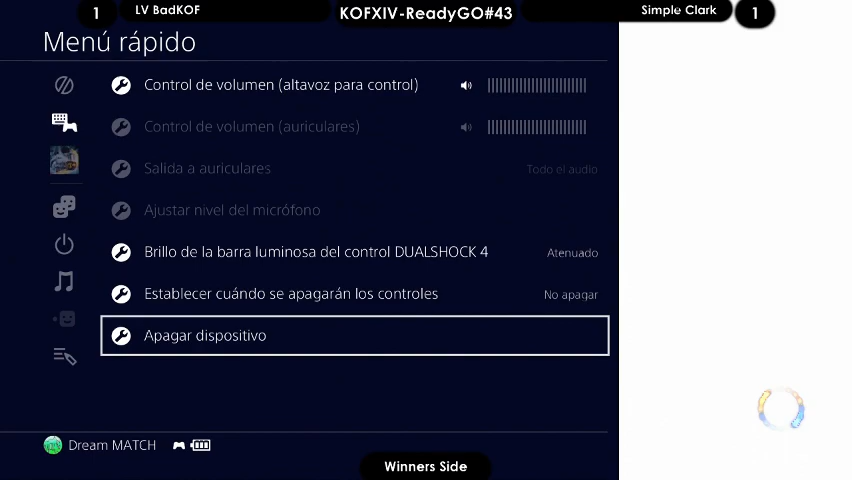 1 LV BadKOF KOFXIV-ReadyGO#43 Simple Clark 1
Menú rápido
Control de volumen (altavoz para control)
Control de volumen (auriculares)
Salida a auriculares Todo el audio
Ajustar nivel del micrófono
Brillo de la barra luminosa del control DUALSHOCK 4 Atenuado
Establecer cuándo se apagarán los controles No apagar
Apagar dispositivo
Dream MATCH
Winners Side